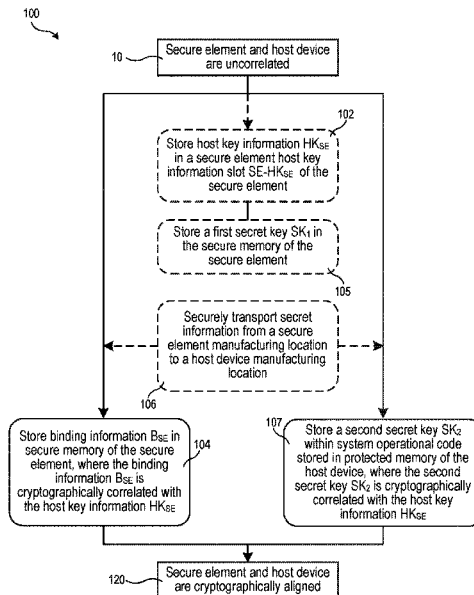 100
10
Secure element and host device
are uncorrelated
102
Store host key information HKSE
in a secure element host key
information slot SE-HKSE of the
secure element
Store a first secret key SK1 in
the secure memory of the
secure element
105
Securely transport secret
information from a secure
element manufacturing location
to a host device manufacturing
location
106
Store binding information BSE in
secure memory of the secure
element, where the binding
information BSE is
cryptographically correlated with
the host key information HKSE
104
107
Store a second secret key SK2
within system operational code
stored in protected memory of
the host device, where the second
secret key SK2 is cryptographically
correlated with the host key
information HKSE
120
Secure element and host device
are cryptographically aligned